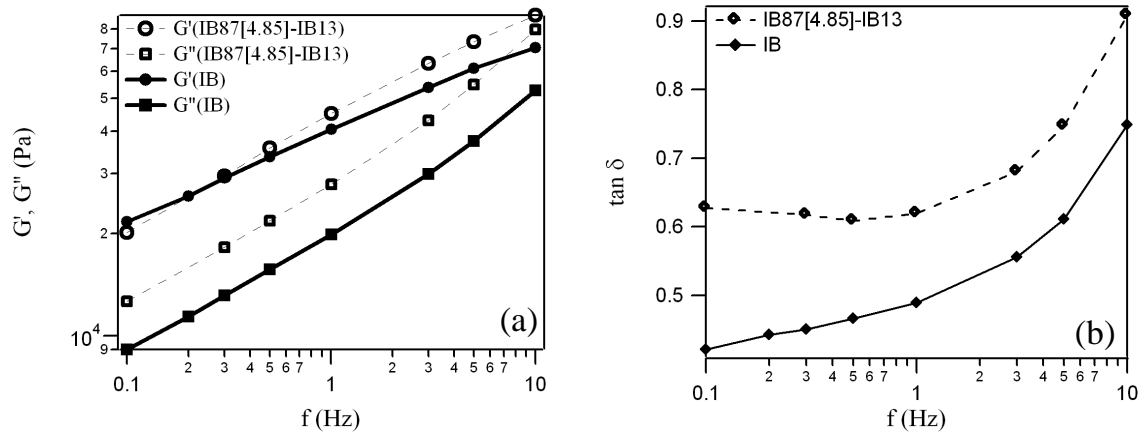 G'(IB87[4.85]-IB13)
G"(IB87[4.85]-IB13)
G'(IB)
G"(IB)
G', G" (Pa)
8
7
6
5
4
3
2
10⁴
9
(a)
0.1 2 3 4 5 6 7 1 2 3 4 5 6 7 10
f (Hz)
IB87[4.85]-IB13
IB
tan δ
0.9
0.8
0.7
0.6
0.5
(b)
0.1 2 3 4 5 6 7 1 2 3 4 5 6 7 10
f (Hz)